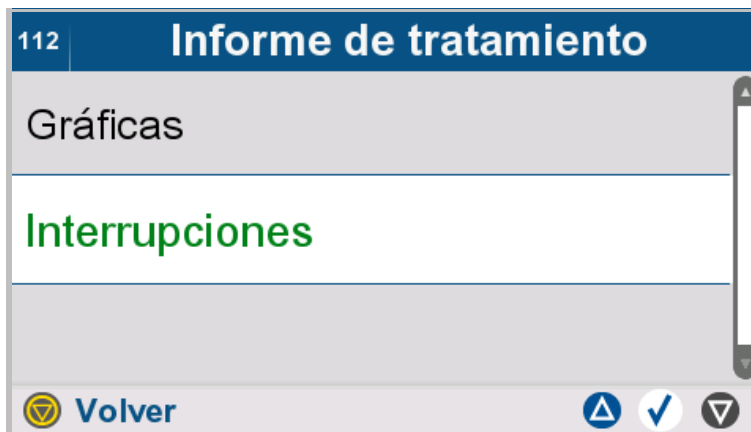 112
Informe de tratamiento
Gráficas
Interrupciones
Volver